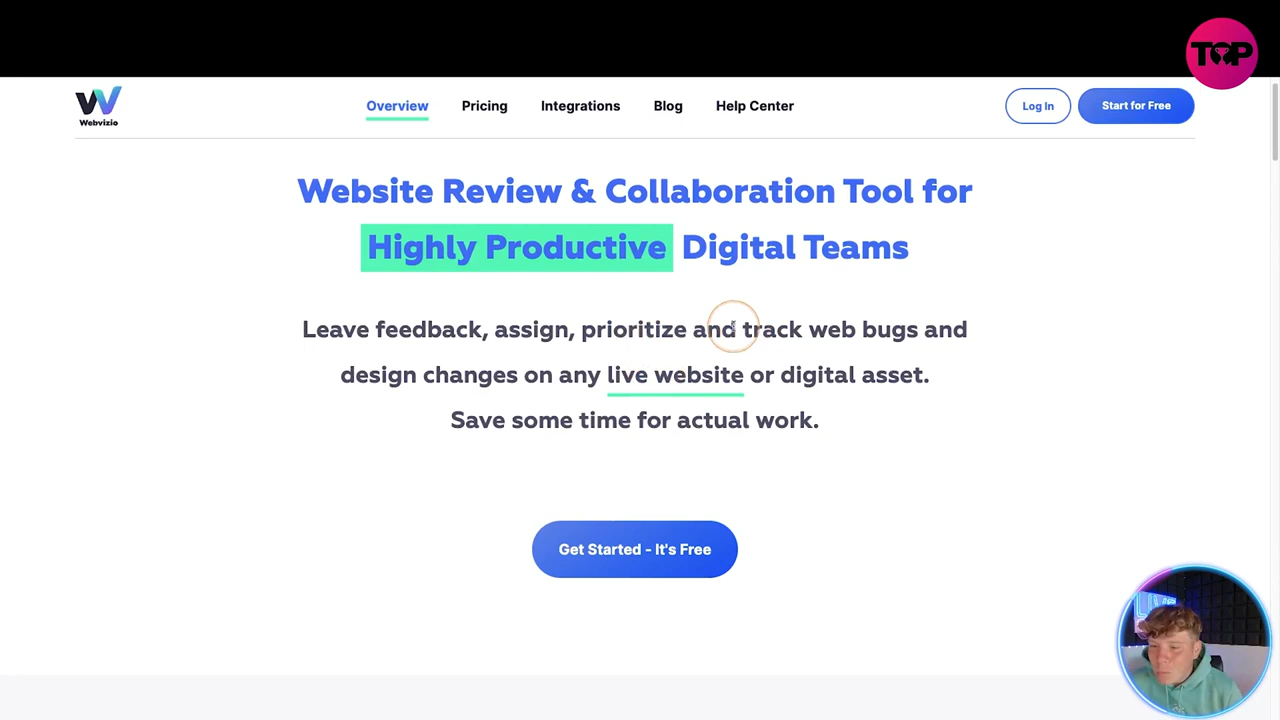 TOP
Webvizio
Overview
Pricing
Integrations
Blog
Help Center
Log In
Start for Free
Website Review & Collaboration Tool for
Highly Productive Digital Teams
Leave feedback, assign, prioritize and track web bugs and
design changes on any live website or digital asset.
Save some time for actual work.
Get Started - It's Free